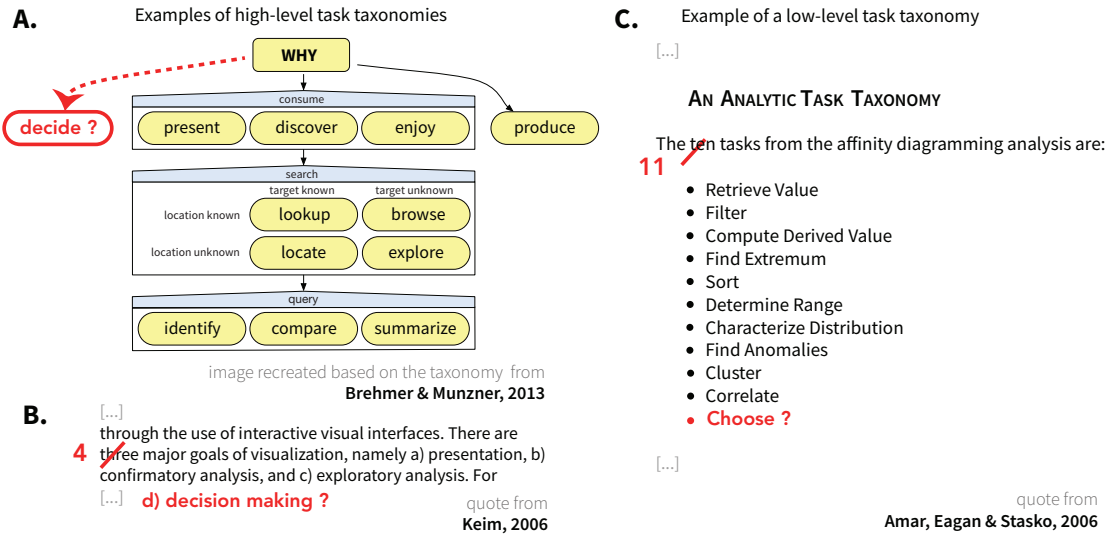 A.
Examples of high-level task taxonomies
WHY
decide ?
consume
present
discover
enjoy
produce
search
target known
target unknown
location known
lookup
browse
location unknown
locate
explore
query
identify
compare
summarize
image recreated based on the taxonomy from
Brehmer & Munzner, 2013
B.
[...]
through the use of interactive visual interfaces. There are
4
three major goals of visualization, namely a) presentation, b)
confirmatory analysis, and c) exploratory analysis. For
[...]
d) decision making ?
quote from
Keim, 2006
C.
Example of a low-level task taxonomy
[...]
AN ANALYTIC TASK TAXONOMY
The ten tasks from the affinity diagramming analysis are:
11
• Retrieve Value
• Filter
• Compute Derived Value
• Find Extremum
• Sort
• Determine Range
• Characterize Distribution
• Find Anomalies
• Cluster
• Correlate
• Choose ?
[...]
quote from
Amar, Eagan & Stasko, 2006